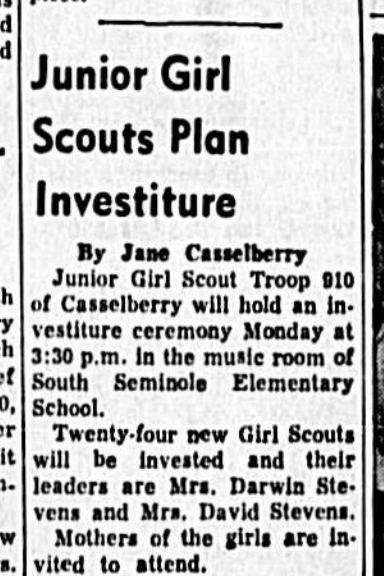 Junior Girl
Scouts Plan
Investiture
By Jane Casselberry
Junior Girl Scout Troop 910
of Casselberry will hold an in-
vestiture ceremony Monday at
3:30 p.m. in the music room of
South Seminole Elementary
School.
Twenty-four new Girl Scouts
will be invested and their
leaders are Mrs. Darwin Ste-
vens and Mrs. David Stevens.
Mothers of the girls are in-
vited to attend.